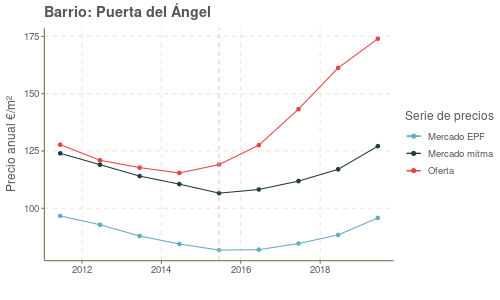 Barrio: Puerta del Ángel
175
150
125
100
Precio anual €/m²
2012
2014
2016
2018
Serie de precios
Mercado EPF
Mercado mitma
Oferta